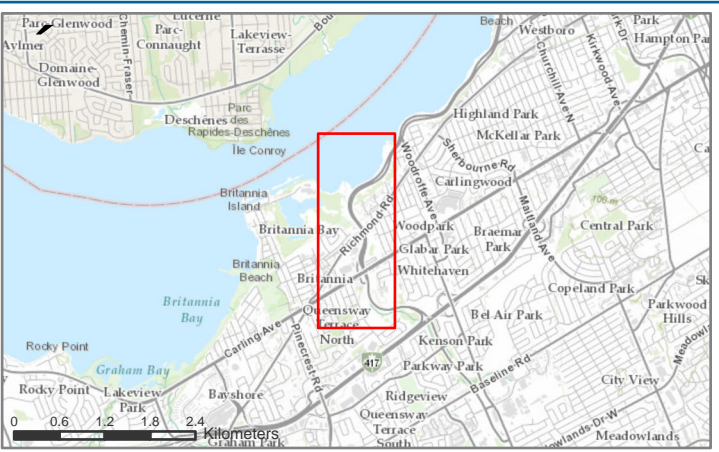 Parc-Glenwood
Lucerne
Parc-
Connaught
Chemin-Fraser
Lakeview-
Terrasse
Aylmer
Domaine-
Glenwood
Beach
Westboro
Park
Hampton Pa
Churchill-Ave N
Kirkwood-Ave
Deschênes
Parc
des
Rapides-Deschênes
Île Conroy
Highland Park
McKellar Park
Sherbourne-Rd
Woodroffe-Ave
Carlingwood
Maitland-Ave
100 m
Britannia
Island
Britannia Bay
Richmond-Rd
Woodpark
Glabar Park
Whitehaven
Braemar
Park
Central Park
Britannia
Beach
Britannia
Copeland Park
Britannia
Bay
Queensway
Terrace
North
Bel Air Park
Parkwood
Hills
Carling-Ave
Pinecrest-Rd
Kenson Park
Rocky Point
417
Parkway Park
Baseline-Rd
Graham Bay
Rocky Point
Lakeview
Park
Bayshore
Ridgeview
City View
Queensway
Terrace
South
Meadowlands
Graham Park
0 0.6 1.2 1.8 2.4
Kilometers